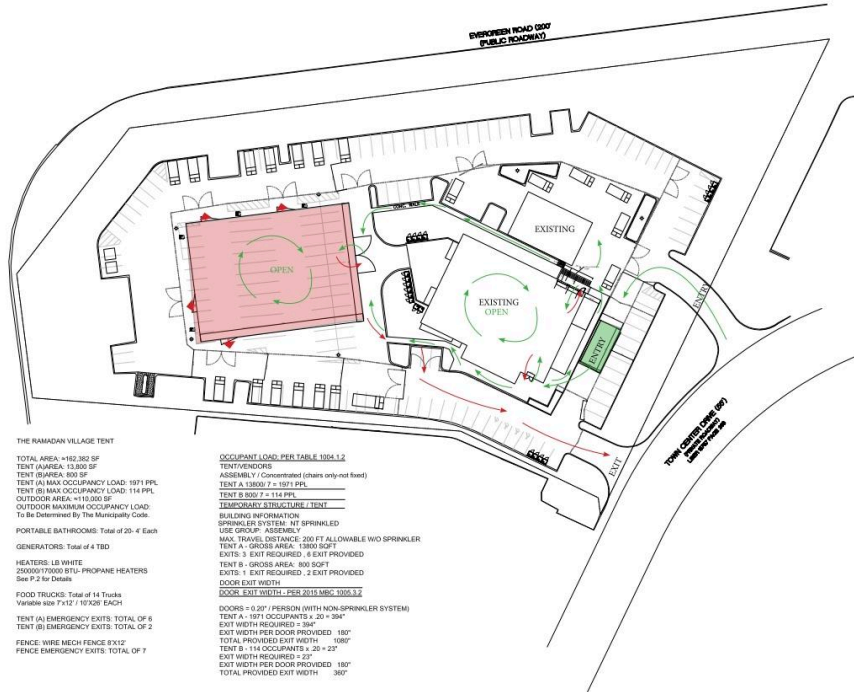 EVERGREEN ROAD (200'
(PUBLIC ROADWAY)
CONC. WALK
EXISTING
OPEN
EXISTING
OPEN
ENTRY
ENTRY
TOWN CENTER DRIVE (86')
(PRIVATE ROADWAY)
EXIT
THE RAMADAN VILLAGE TENT
TOTAL AREA: ≈162,382 SF
TENT (A)AREA: 13,800 SF
TENT (B)AREA: 800 SF
TENT (A) MAX OCCUPANCY LOAD: 1971 PPL
TENT (B) MAX OCCUPANCY LOAD: 114 PPL
OUTDOOR AREA: ≈110,000 SF
OUTDOOR MAXIMUM OCCUPANCY LOAD:
To Be Determined By The Municipality Code.
PORTABLE BATHROOMS: Total of 20- 4' Each
GENERATORS: Total of 4 TBD
HEATERS: LB WHITE
250000/170000 BTU- PROPANE HEATERS
See P.2 for Details
FOOD TRUCKS: Total of 14 Trucks
Variable size 7'x12' / 10'X26' EACH
TENT (A) EMERGENCY EXITS: TOTAL OF 6
TENT (B) EMERGENCY EXITS: TOTAL OF 2
FENCE: WIRE MECH FENCE 8'X12'
FENCE EMERGENCY EXITS: TOTAL OF 7
OCCUPANT LOAD: PER TABLE 1004.1.2
TENT/VENDORS
ASSEMBLY / Concentrated (chairs only-not fixed)
TENT A 13800/ 7 = 1971 PPL
TENT B 800/ 7 = 114 PPL
TEMPORARY STRUCTURE / TENT
BUILDING INFORMATION
SPRINKLER SYSTEM: NT SPRINKLED
USE GROUP: ASSEMBLY
MAX. TRAVEL DISTANCE: 200 FT ALLOWABLE W/O SPRINKLER
TENT A - GROSS AREA: 13800 SQFT
EXITS: 3 EXIT REQUIRED , 6 EXIT PROVIDED
TENT B - GROSS AREA: 800 SQFT
EXITS: 1 EXIT REQUIRED , 2 EXIT PROVIDED
DOOR EXIT WIDTH
DOOR EXIT WIDTH - PER 2015 MBC 1005.3.2
DOORS = 0.20" / PERSON (WITH NON-SPRINKLER SYSTEM)
TENT A - 1971 OCCUPANTS x .20 = 394"
EXIT WIDTH REQUIRED = 394"
EXIT WIDTH PER DOOR PROVIDED 180"
TOTAL PROVIDED EXIT WIDTH 1080"
TENT B - 114 OCCUPANTS x .20 = 23"
EXIT WIDTH REQUIRED = 23"
EXIT WIDTH PER DOOR PROVIDED 180"
TOTAL PROVIDED EXIT WIDTH 360"